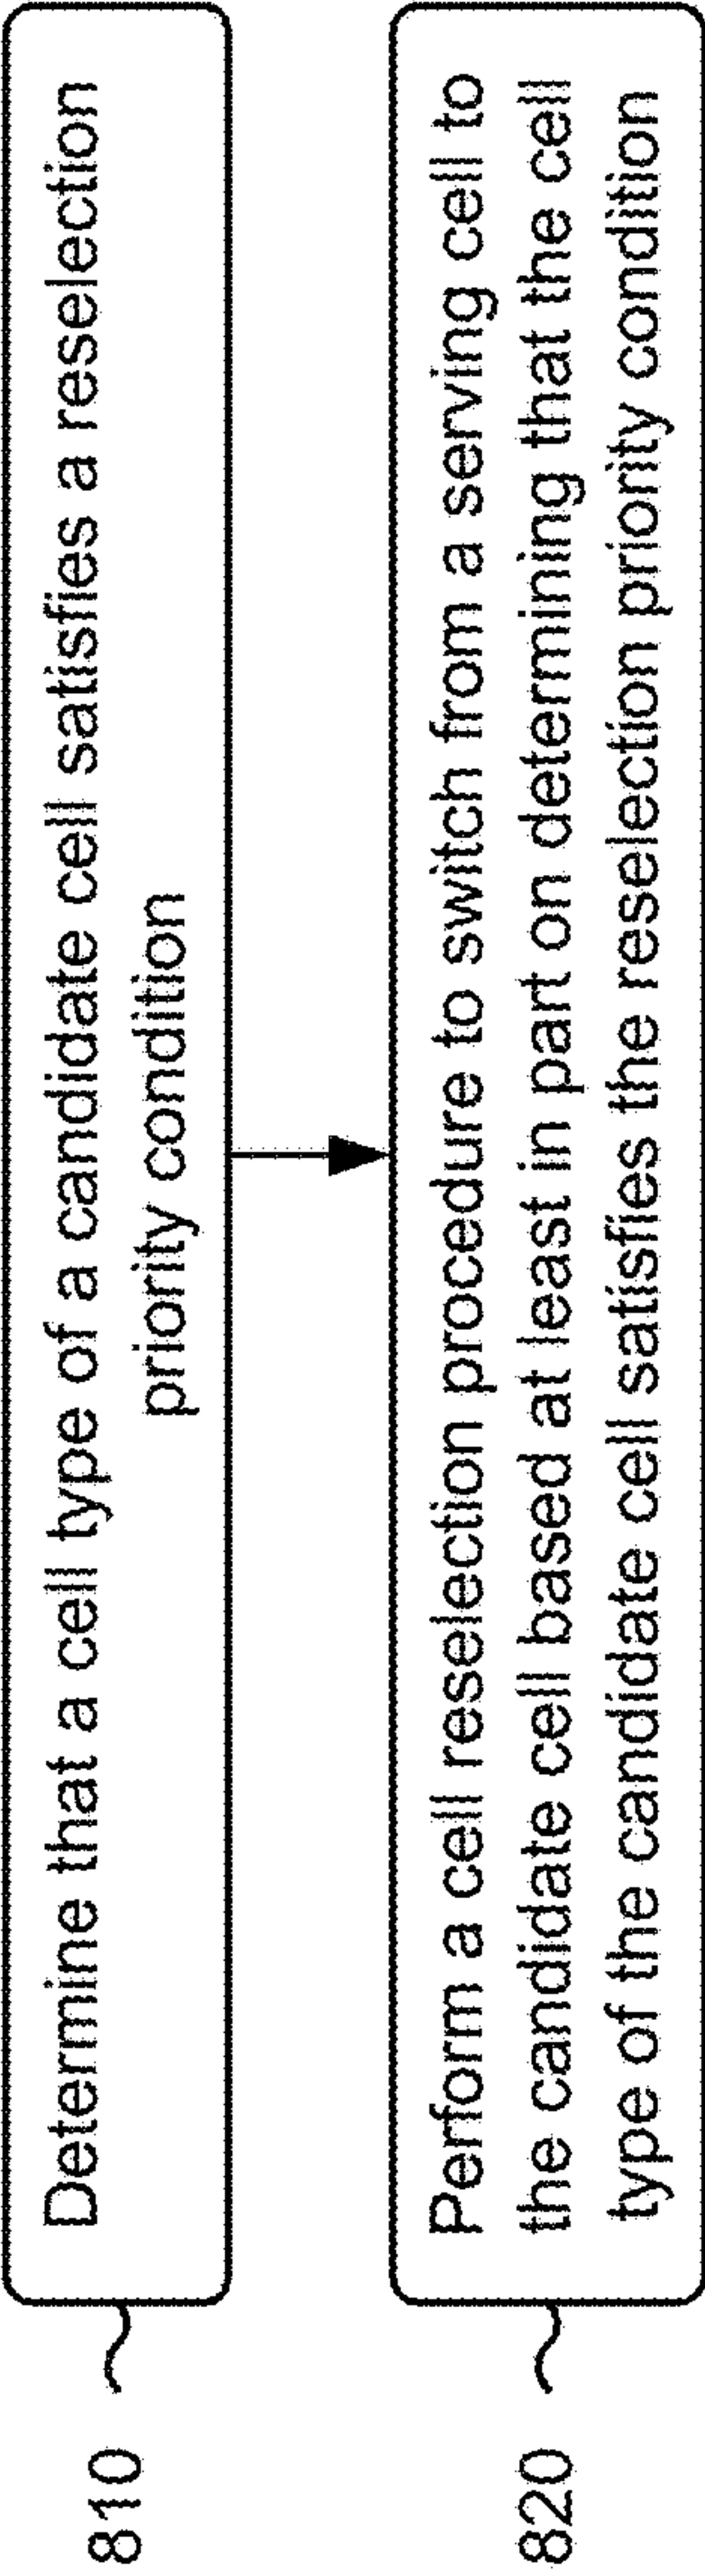 810
Determine that a cell type of a candidate cell satisfies a reselection
priority condition
820
Perform a cell reselection procedure to switch from a serving cell to
the candidate cell based at least in part on determining that the cell
type of the candidate cell satisfies the reselection priority condition